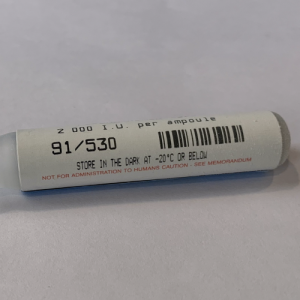 2 000 I.U. per ampoule
91/530
STORE IN THE DARK AT -20°C OR BELOW
NOT FOR ADMINISTRATION TO HUMANS CAUTION - SEE MEMORANDUM